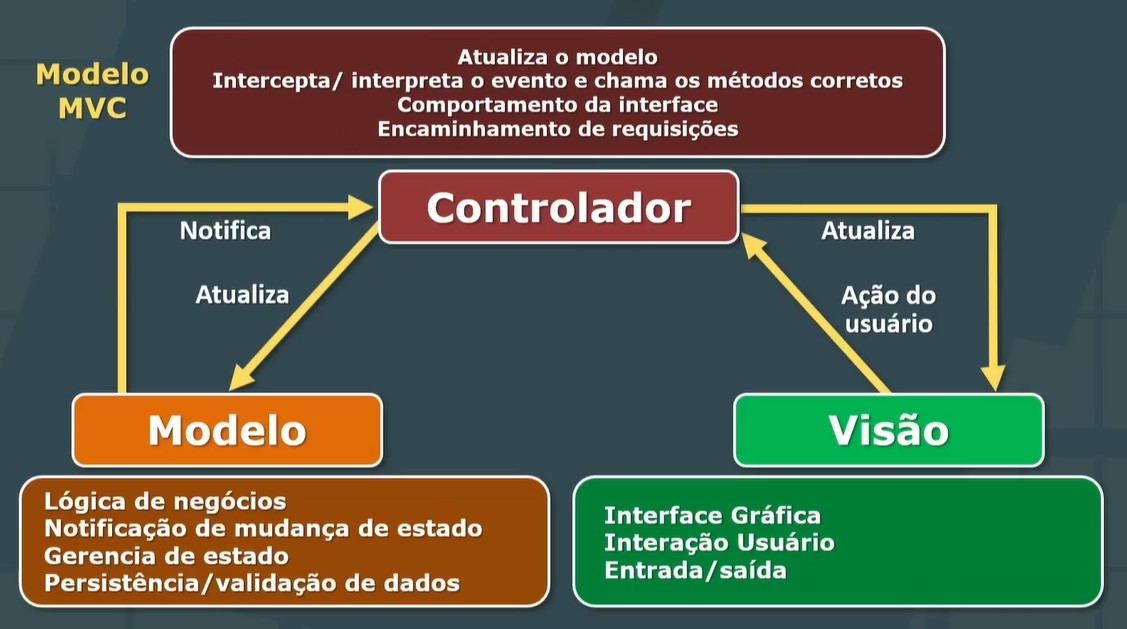 Modelo
MVC
Atualiza o modelo
Intercepta/ interpreta o evento e chama os métodos corretos
Comportamento da interface
Encaminhamento de requisições
Controlador
Notifica
Atualiza
Atualiza
Ação do
usuário
Modelo
Visão
Lógica de negócios
Notificação de mudança de estado
Gerencia de estado
Persistência/validação de dados
Interface Gráfica
Interação Usuário
Entrada/saída